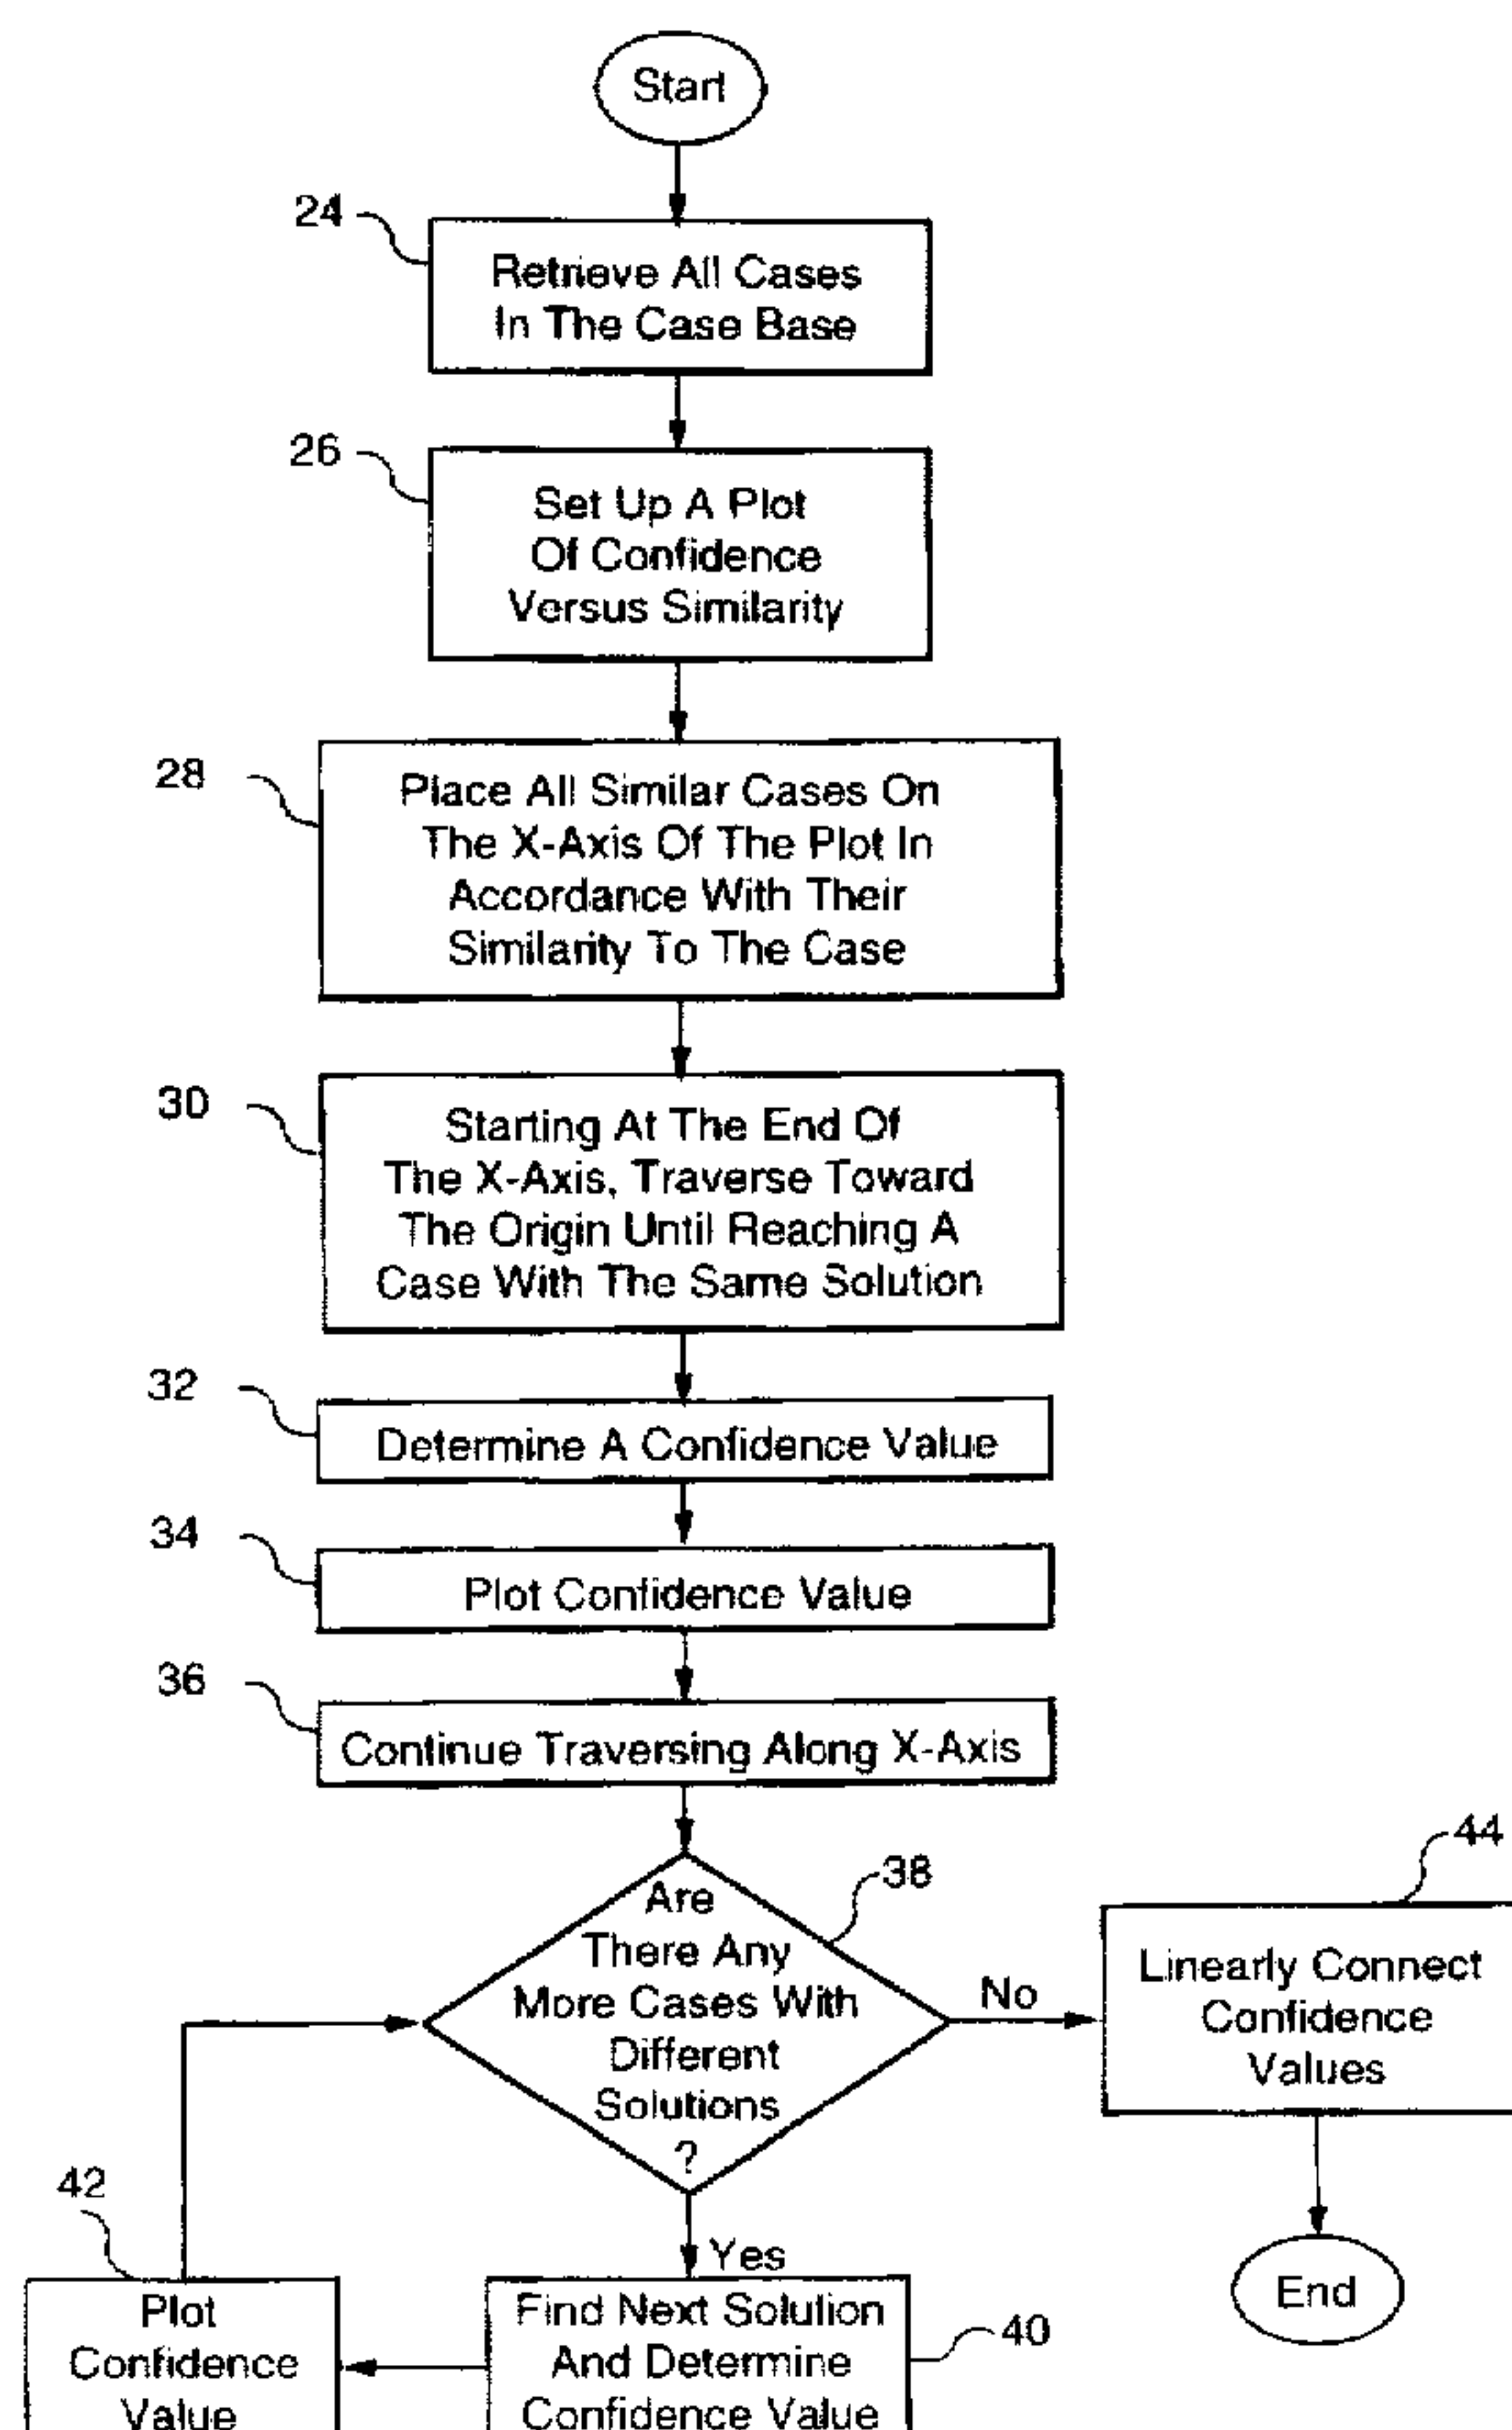 Start
24
Retrieve All Cases
In The Case Base
26
Set Up A Plot
Of Confidence
Versus Similarity
28
Place All Similar Cases On
The X-Axis Of The Plot In
Accordance With Their
Similarity To The Case
30
Starting At The End Of
The X-Axis, Traverse Toward
The Origin Until Reaching A
Case With The Same Solution
32
Determine A Confidence Value
34
Plot Confidence Value
36
Continue Traversing Along X-Axis
38
Are
There Any
More Cases With
Different
Solutions
?
No
44
Linearly Connect
Confidence
Values
End
Yes
40
Find Next Solution
And Determine
Confidence Value
42
Plot
Confidence
Value